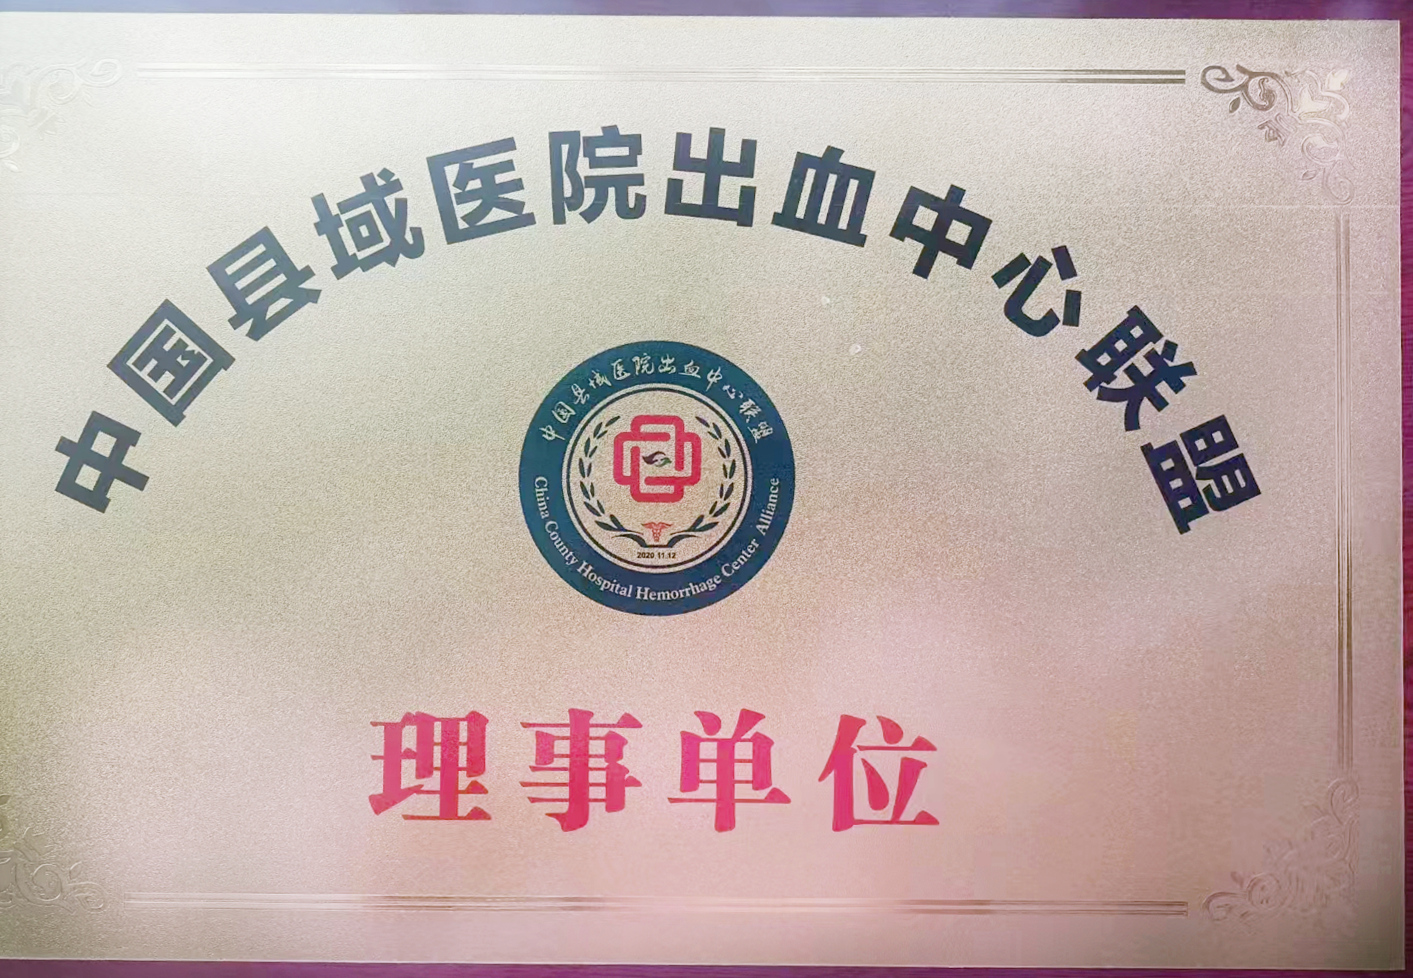 中国县域医院出血中心联盟
中国县域医院出血中心联盟
2020 11.12
China County Hospital Hemorrhage Center Alliance
理事单位